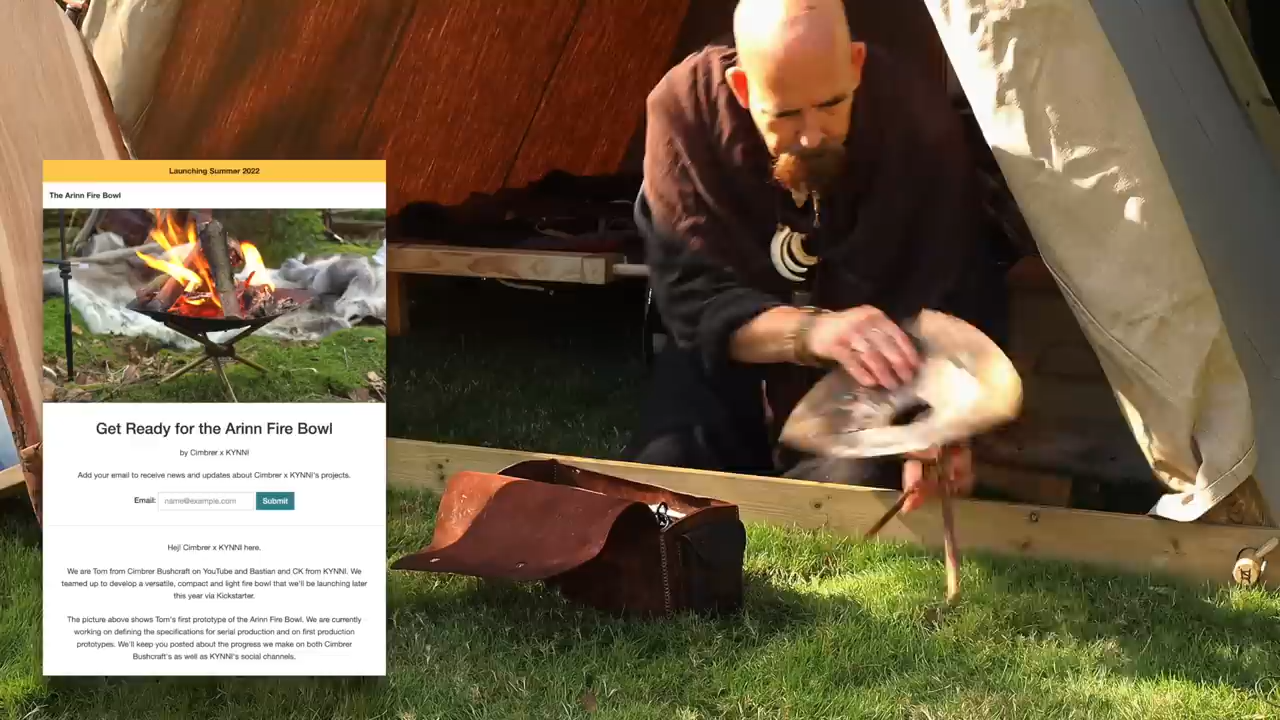 Launching Summer 2022
The Arinn Fire Bowl
Get Ready for the Arinn Fire Bowl
by Cimbrer x KYNNI
Add your email to receive news and updates about Cimbrer x KYNNI's projects.
Email: name@example.com Submit
Hej! Cimbrer x KYNNI here.
We are Tom from Cimbrer Bushcraft on YouTube and Bastian and CK from KYNNI. We
teamed up to develop a versatile, compact and light fire bowl that we'll be launching later
this year via Kickstarter.
The picture above shows Tom's first prototype of the Arinn Fire Bowl. We are currently
working on defining the specifications for serial production and on first production
prototypes. We'll keep you posted about the progress we make on both Cimbrer
Bushcraft's as well as KYNNI's social channels.